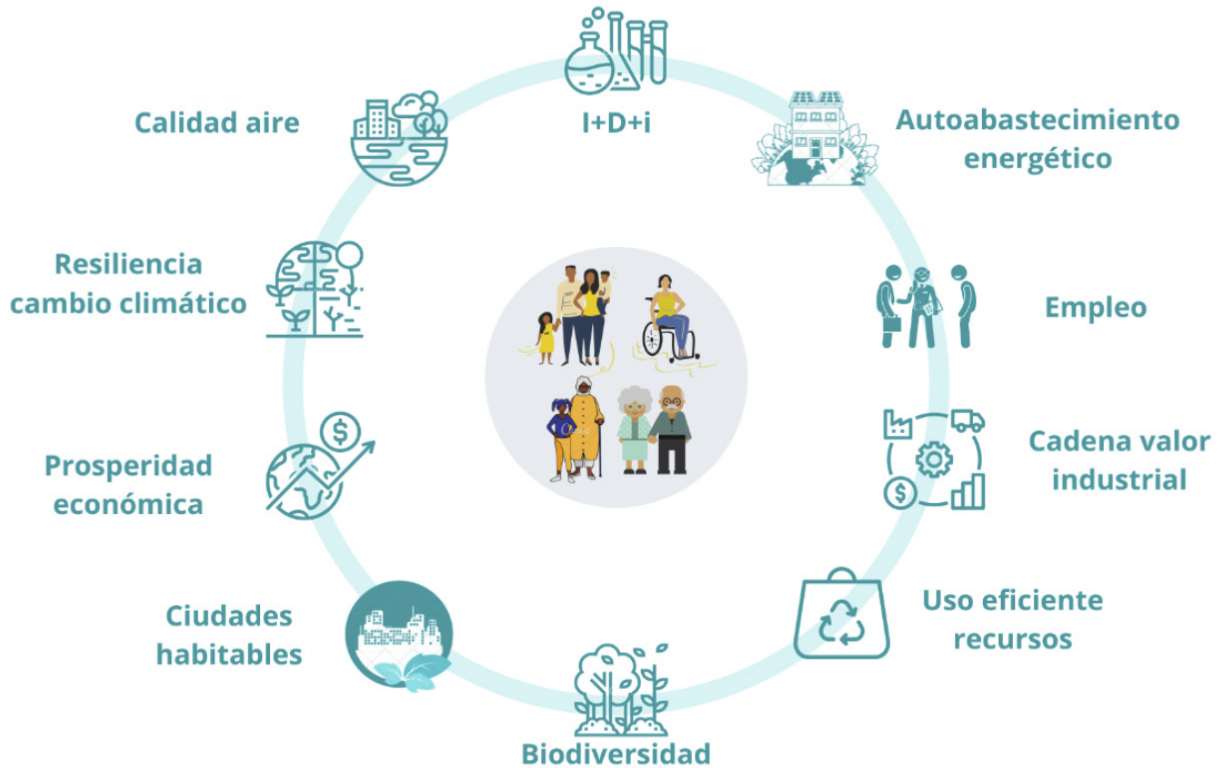 I+D+i
Autoabastecimiento
energético
Empleo
Cadena valor
industrial
Uso eficiente
recursos
Biodiversidad
Ciudades
habitables
Prosperidad
económica
Resiliencia
cambio climático
Calidad aire